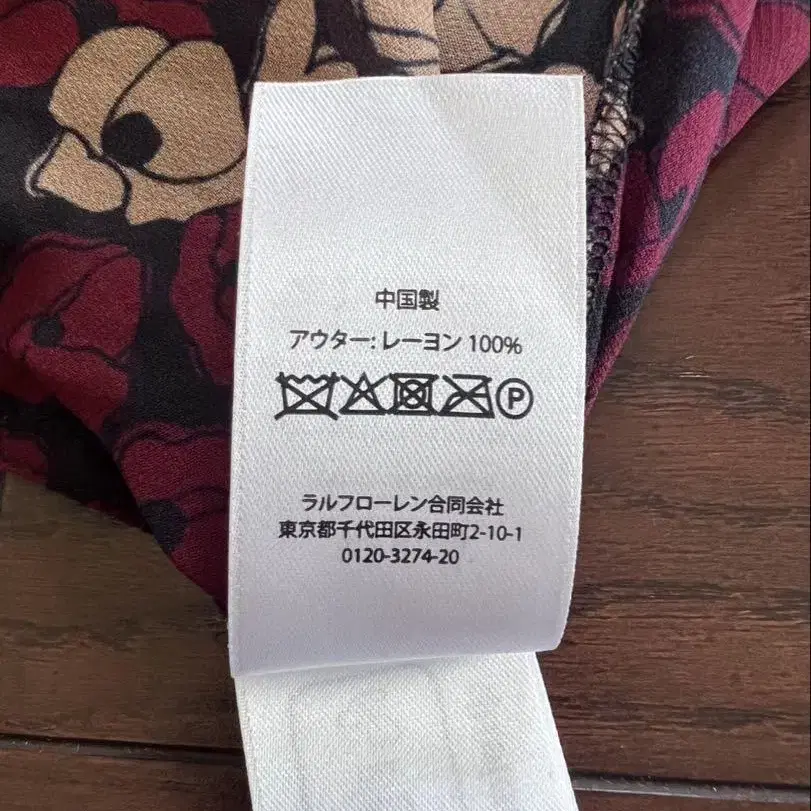 中国製
アウター: レーヨン 100%
P
ラルフローレン合同会社
東京都千代田区永田町2-10-1
0120-3274-20